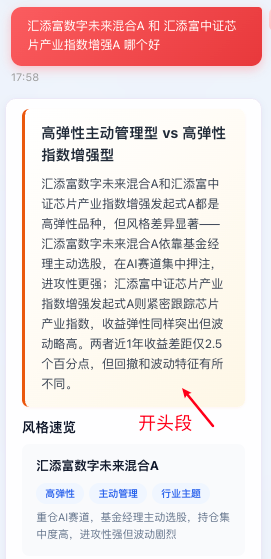 汇添富数字未来混合A 和 汇添富中证芯
片产业指数增强A 哪个好
17:58
高弹性主动管理型 vs 高弹性
指数增强型
汇添富数字未来混合A和汇添富中
证芯片产业指数增强发起式A都是
高弹性品种，但风格差异显著——
汇添富数字未来混合A依靠基金经
理主动选股，在AI赛道集中押注，
进攻性更强；汇添富中证芯片产业
指数增强发起式A则紧密跟踪芯片
产业指数，收益弹性同样突出但波
动略高。两者近1年收益差距仅2.5
个百分点，但回撤和波动特征有所
不同。
开头段
风格速览
汇添富数字未来混合A
高弹性 主动管理 行业主题
重仓AI赛道，基金经理主动选股，持仓集
中度高，进攻性强但波动剧烈